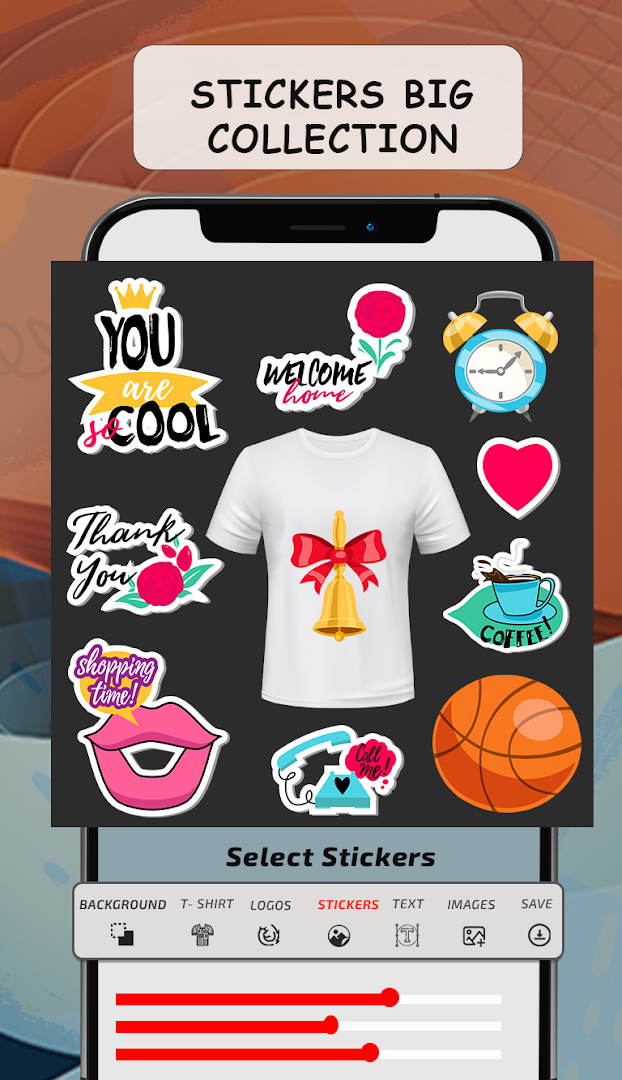 STICKERS BIG
COLLECTION
YOU
are
so COOL
WELCOME
home
Thank
You
COFFEE!
shopping
time!
Call
me!
Select Stickers
BACKGROUND T- SHIRT LOGOS STICKERS TEXT IMAGES SAVE
T